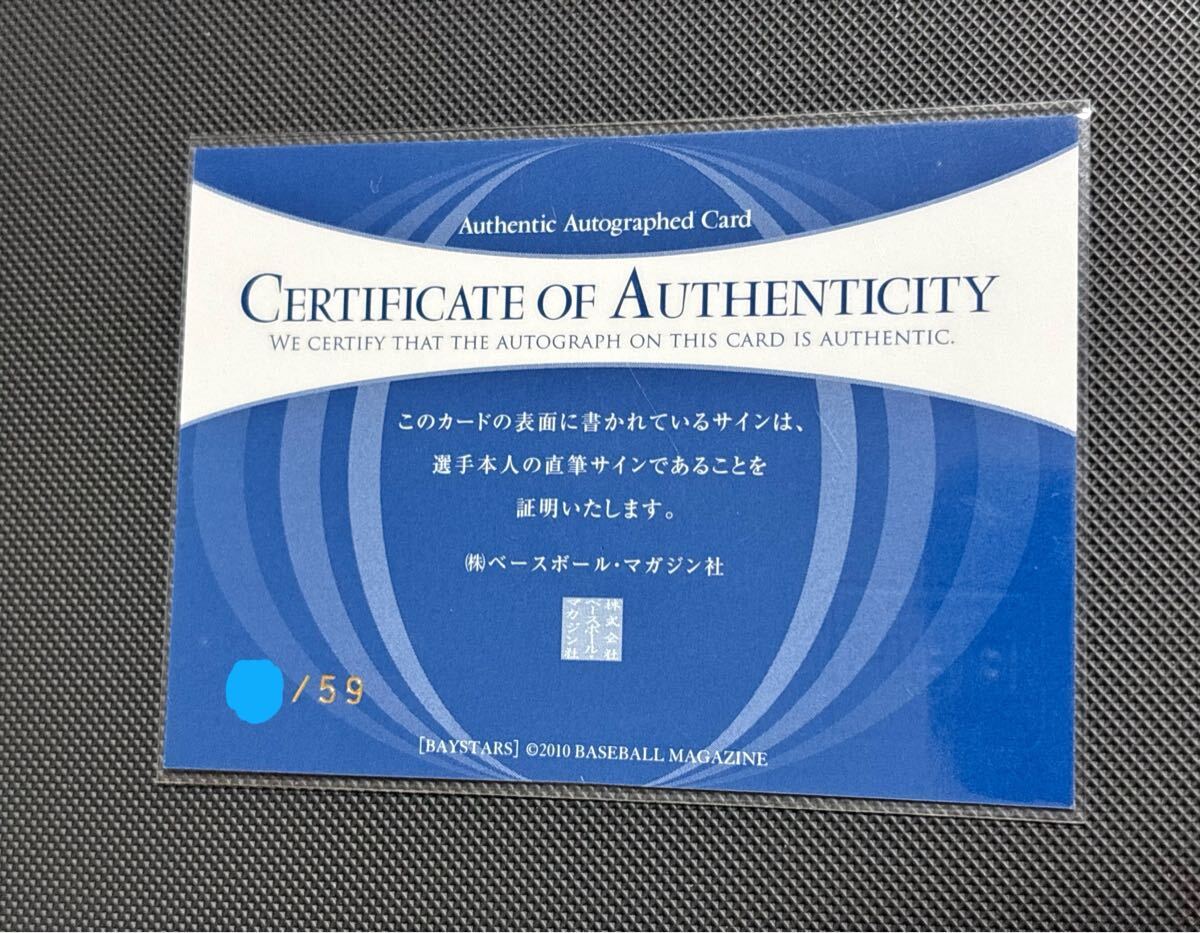 Authentic Autographed Card
CERTIFICATE OF AUTHENTICITY
WE CERTIFY THAT THE AUTOGRAPH ON THIS CARD IS AUTHENTIC.
このカードの表面に書かれているサインは、
選手本人の直筆サインであることを
証明いたします。
㈱ベースボール・マガジン社
株式会社
ベースボール・
マガジン社
/59
[BAYSTARS] ©2010 BASEBALL MAGAZINE